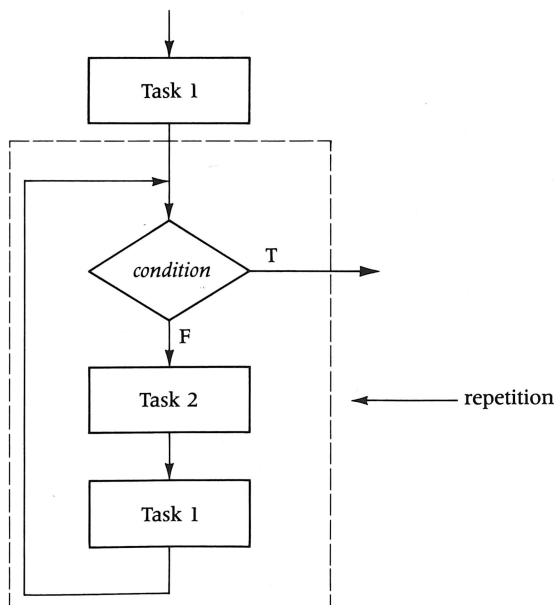 Task 1
condition
T
F
Task 2
repetition
Task 1